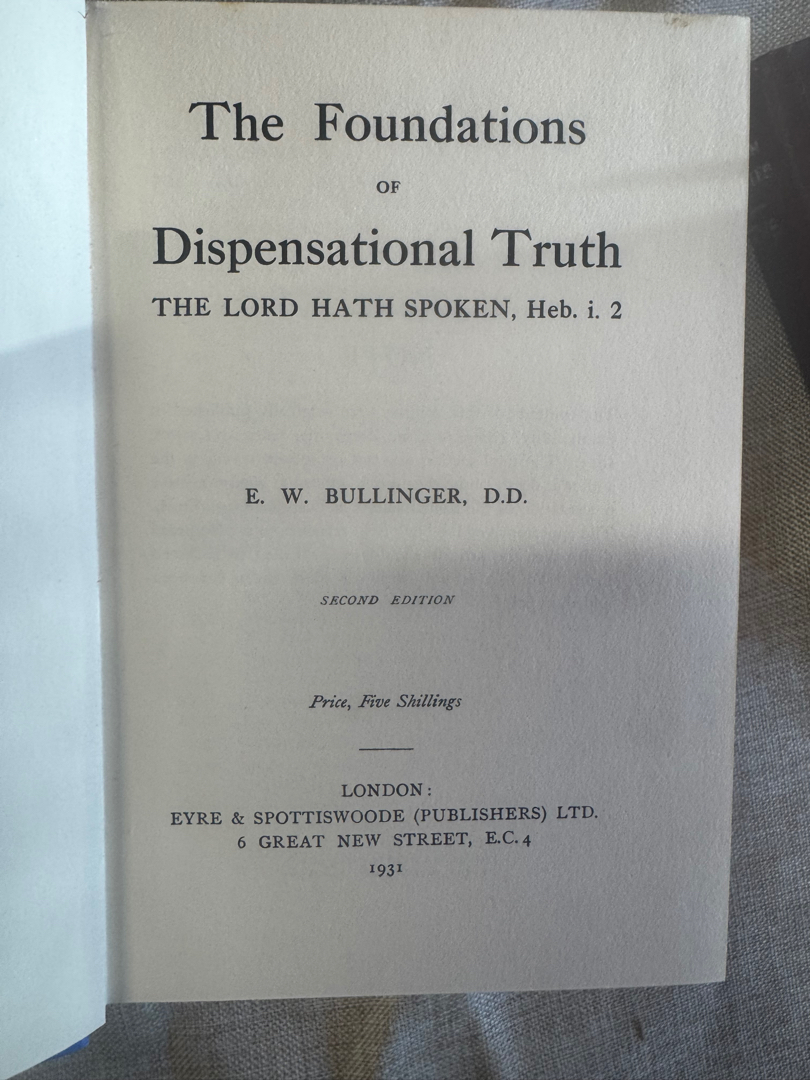 The Foundations
OF
Dispensational Truth
THE LORD HATH SPOKEN, Heb. i. 2
E. W. BULLINGER, D.D.
SECOND EDITION
Price, Five Shillings
LONDON:
EYRE & SPOTTISWOODE (PUBLISHERS) LTD.
6 GREAT NEW STREET, E.C. 4
1931